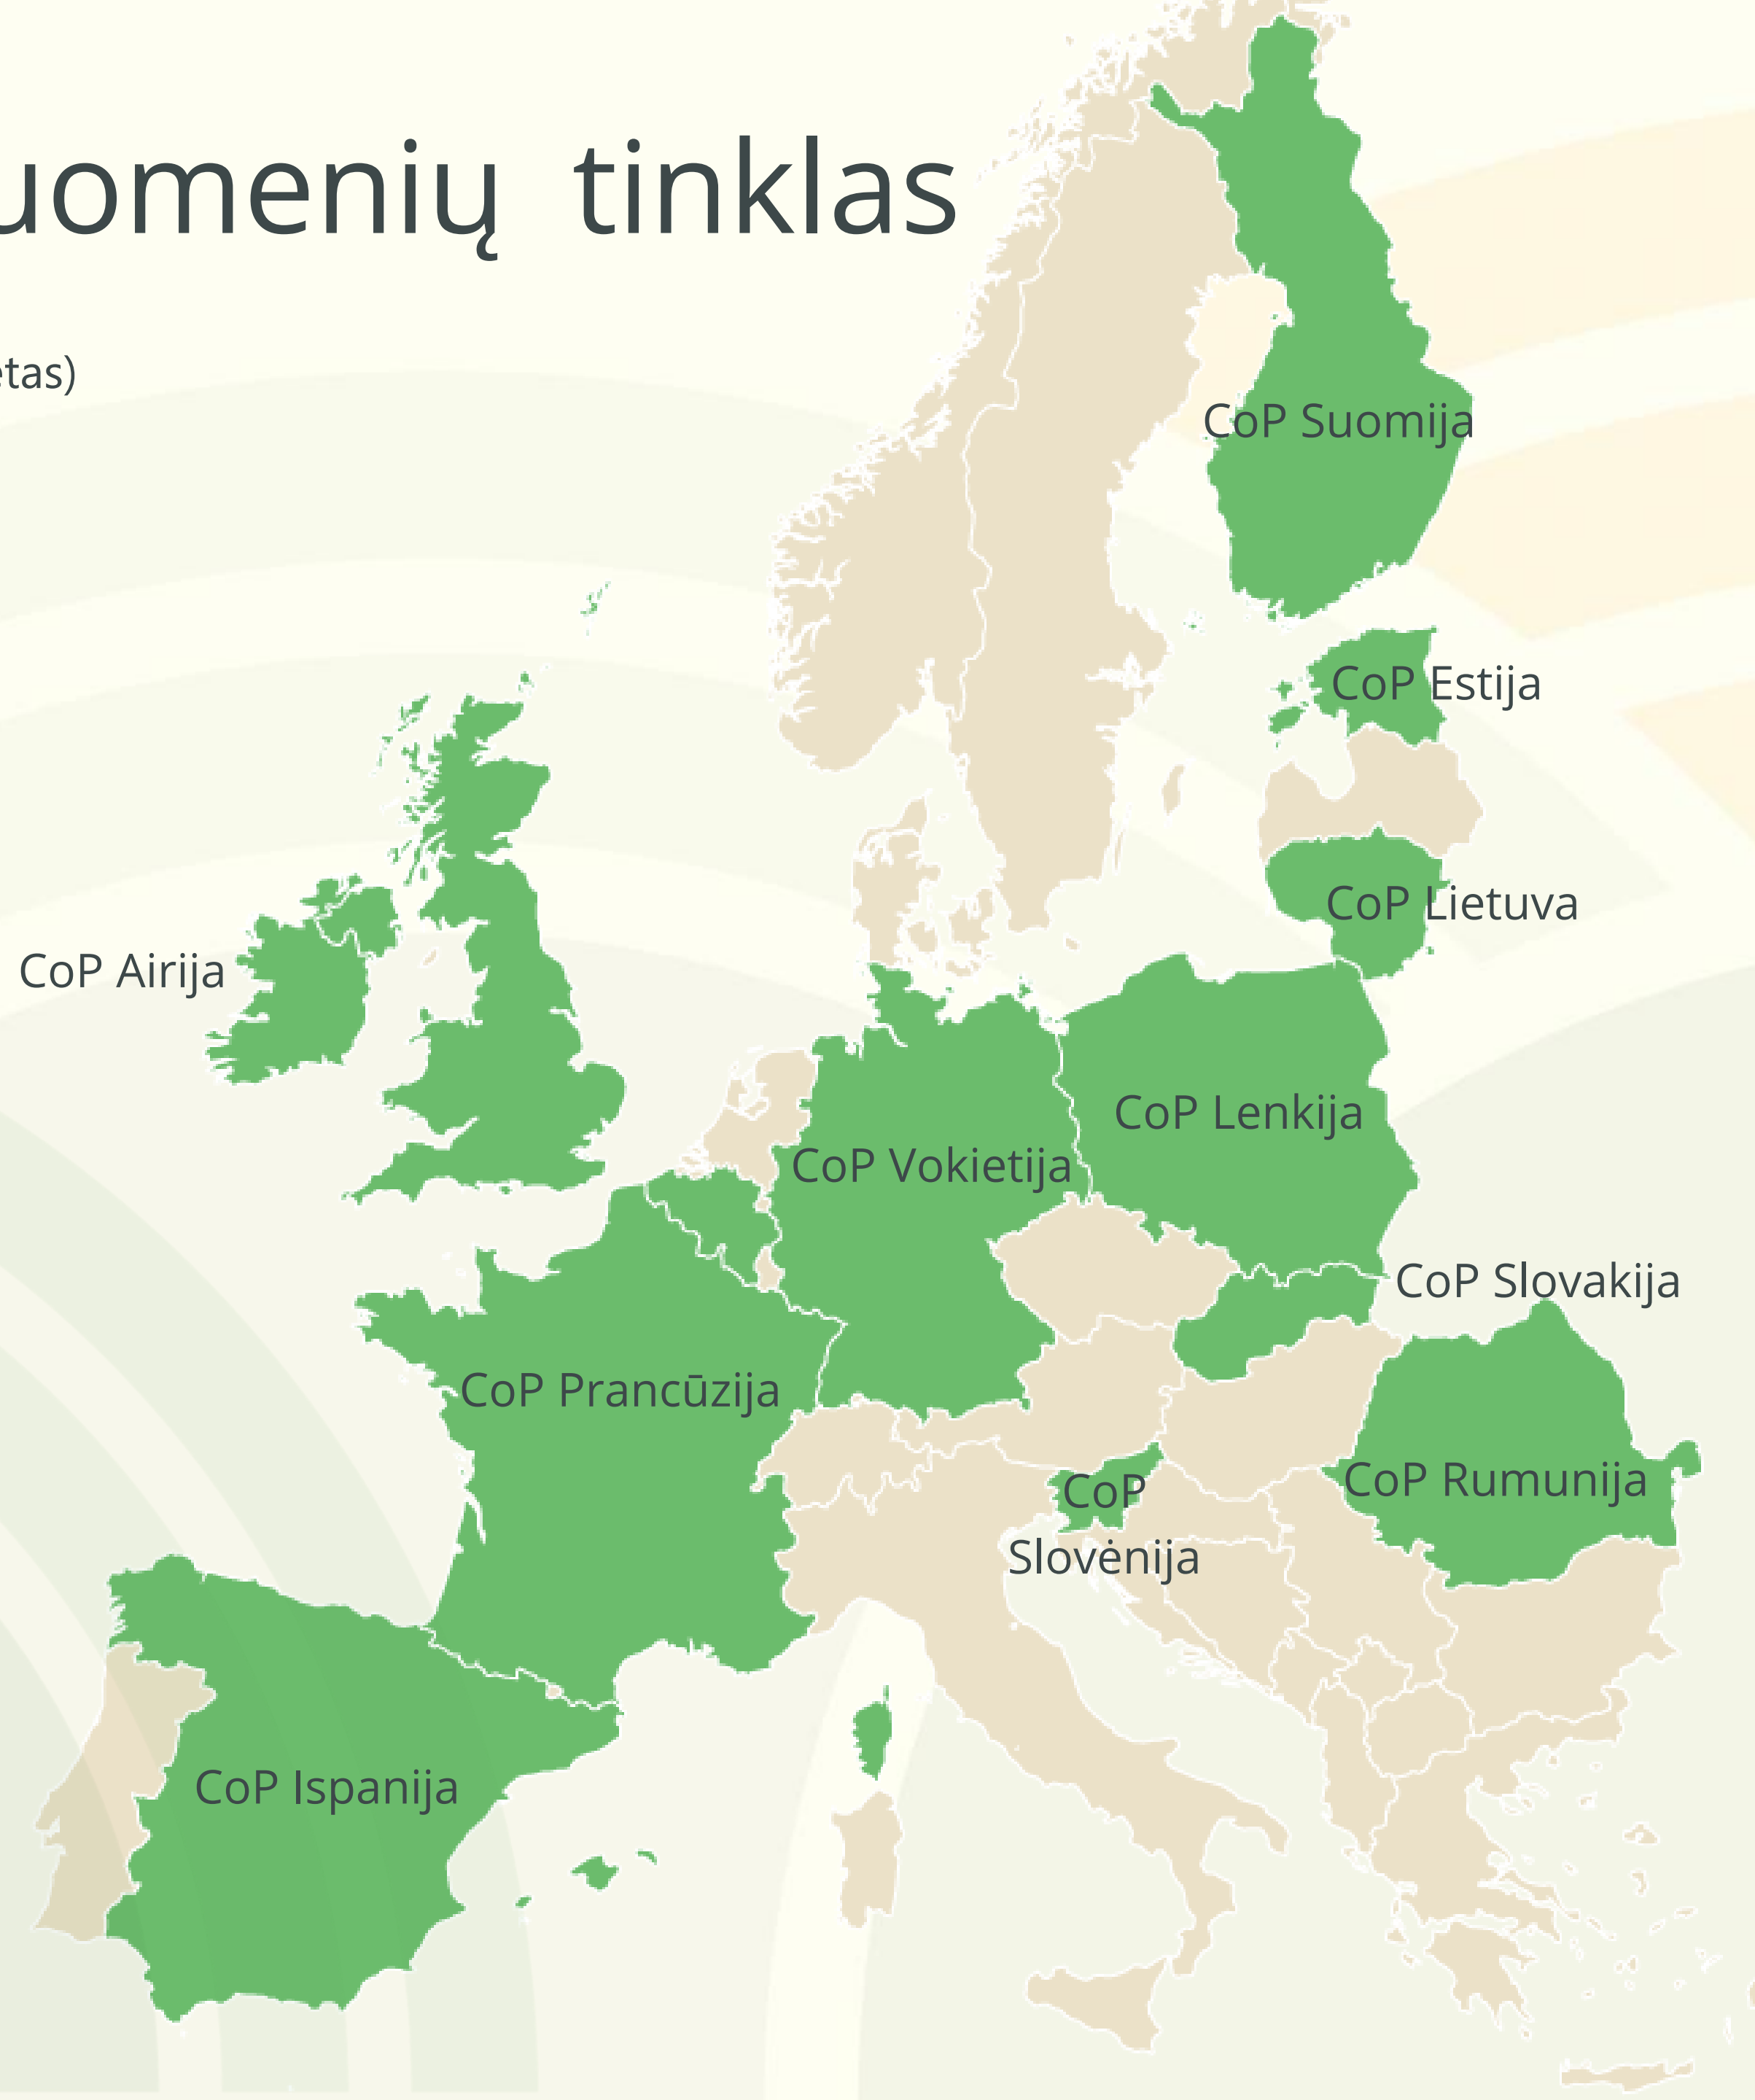 uomenių tinklas
etas)
CoP Suomija
CoP Estija
CoP Lietuva
CoP Airija
CoP Lenkija
CoP Vokietija
CoP Slovakija
CoP Prancūzija
CoP Rumunija
CoP
Slovėnija
CoP Ispanija